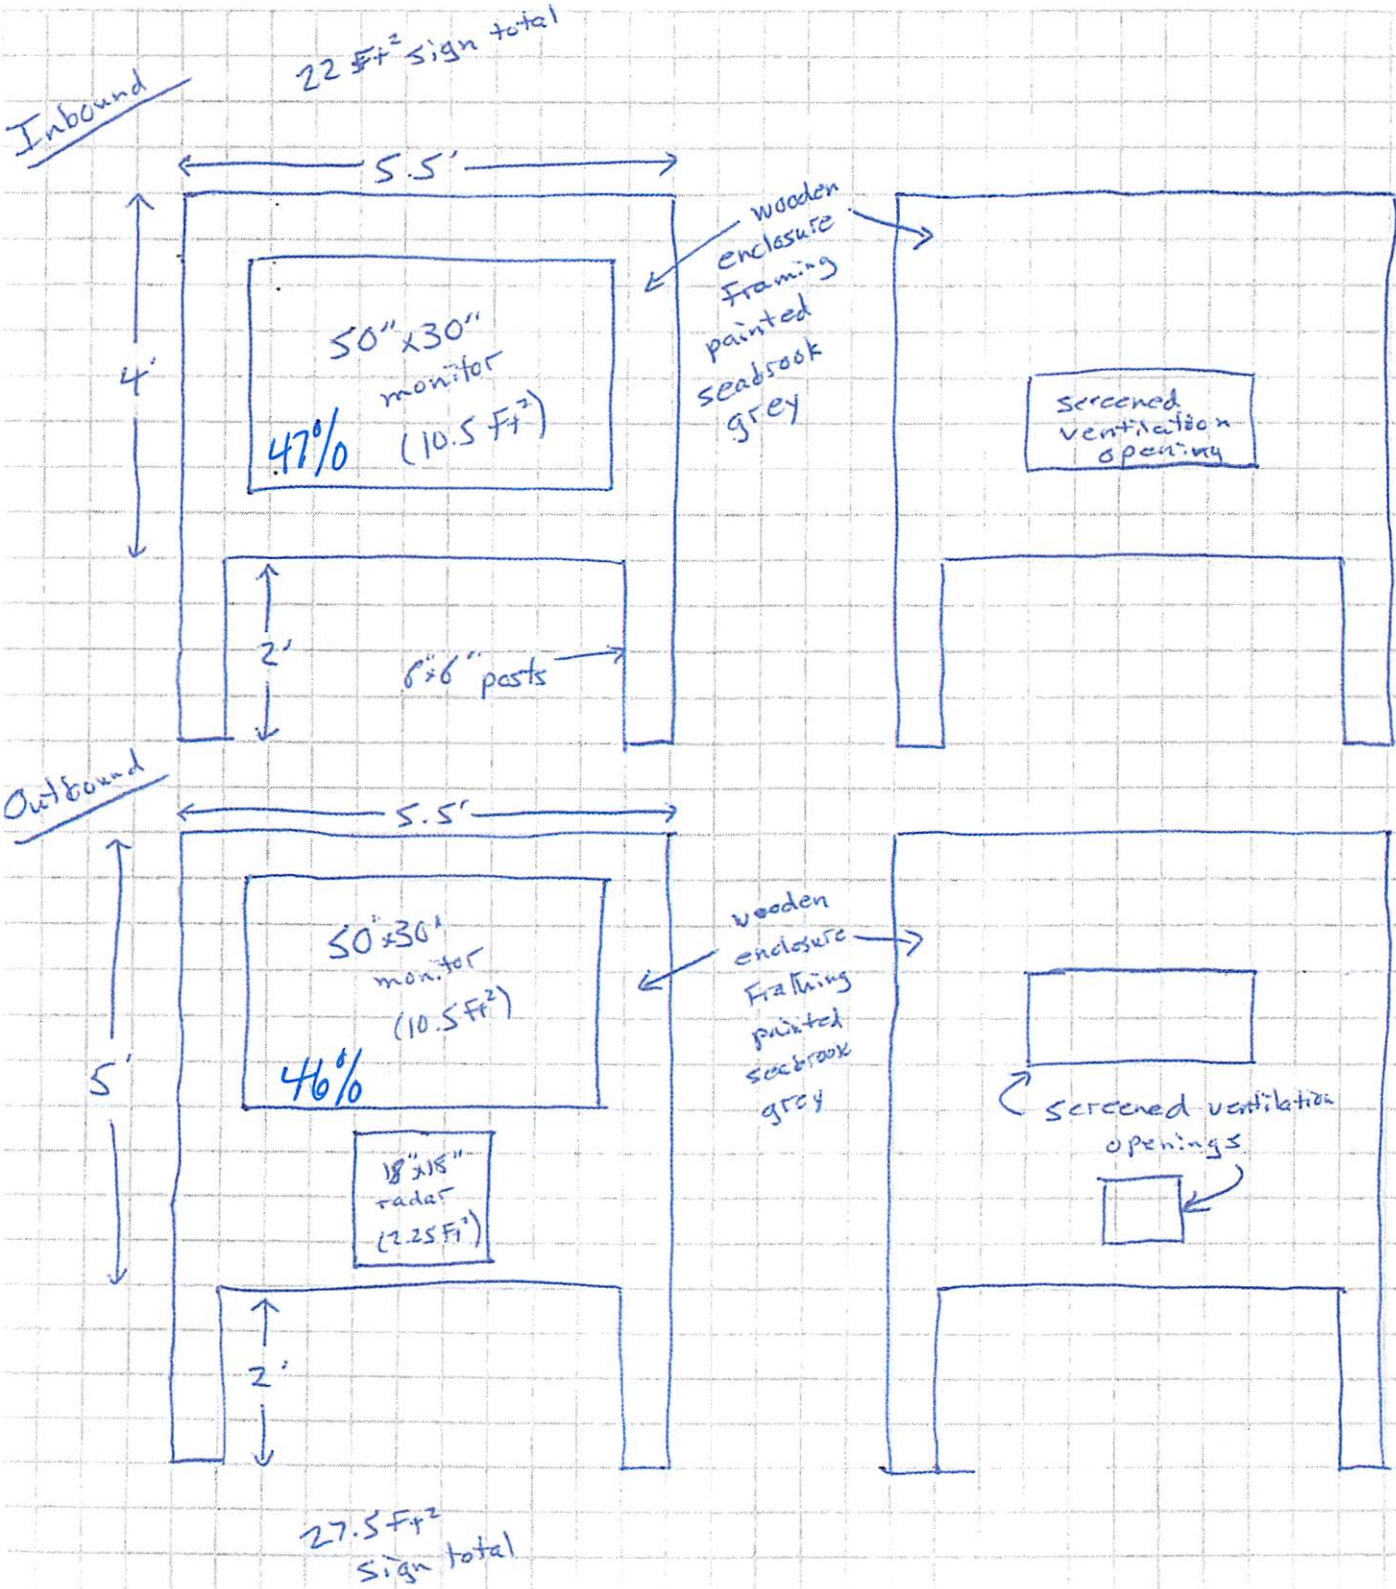 22 Ft² sign total
Inbound
5.5'
4'
50"x30"
monitor
(10.5 Ft²)
47%
wooden
enclosure
framing
painted
seabrook
grey
screened
ventilation
opening
2'
6"x6" posts
Outbound
5.5'
5'
50"x30"
monitor
(10.5 Ft²)
46%
18"x18"
radar
(2.25 Ft²)
wooden
enclosure
Framing
painted
seabrook
grey
screened ventilation
openings
2'
27.5 Ft²
sign total